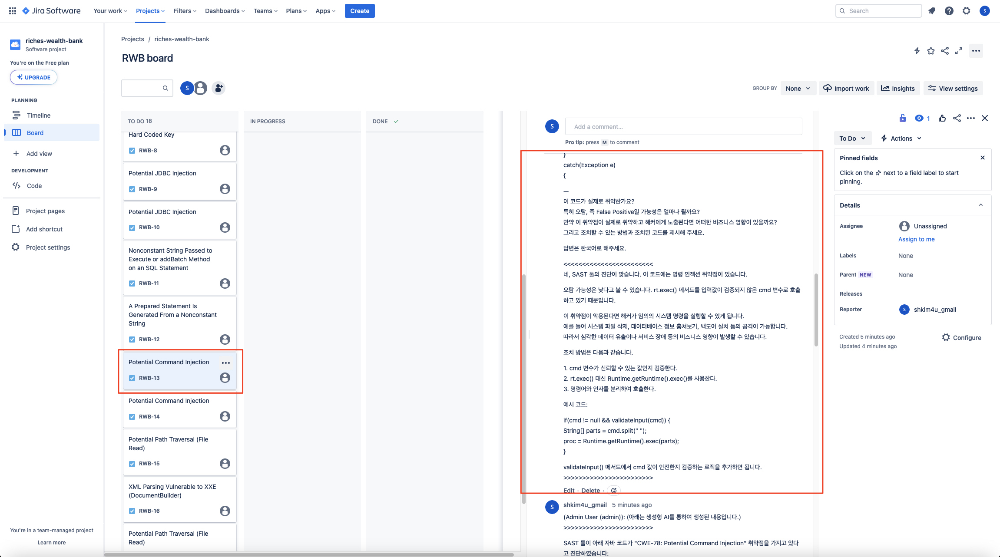 Jira Software
Your work
Projects
Filters
Dashboards
Teams
Plans
Apps
Create
Search
S
riches-wealth-bank
Software project
You're on the Free plan
UPGRADE
PLANNING
Timeline
Board
Add view
DEVELOPMENT
Code
Project pages
Add shortcut
Project settings
You're in a team-managed project
Learn more
Projects / riches-wealth-bank
RWB board
S
GROUP BY
None
Import work
Insights
View settings
TO DO 18
Hard Coded Key
RWB-8
Potential JDBC Injection
RWB-9
Potential JDBC Injection
RWB-10
Nonconstant String Passed to
Execute or addBatch Method
on an SQL Statement
RWB-11
A Prepared Statement Is
Generated From a Nonconstant
String
RWB-12
Potential Command Injection
RWB-13
Potential Command Injection
RWB-14
Potential Path Traversal (File
Read)
RWB-15
XML Parsing Vulnerable to XXE
(DocumentBuilder)
RWB-16
Potential Path Traversal (File
Read)
IN PROGRESS
DONE
S
Add a comment...
Pro tip: press M to comment
}
catch(Exception e)
{
—
이 코드가 실제로 취약한가요?
특히 오탐, 즉 False Positive일 가능성은 얼마나 될까요?
만약 이 취약점이 실제로 취약하고 해커에게 노출된다면 어떠한 비즈니스 영향이 있을까요?
그리고 조치할 수 있는 방법과 조치된 코드를 제시해 주세요.
답변은 한국어로 해주세요.
<<<<<<<<<<<<<<<<<<<<<<<<
네, SAST 툴의 진단이 맞습니다. 이 코드에는 명령 인젝션 취약점이 있습니다.
오탐 가능성은 낮다고 볼 수 있습니다. rt.exec() 메서드를 입력값이 검증되지 않은 cmd 변수로 호출
하고 있기 때문입니다.
이 취약점이 악용된다면 해커가 임의의 시스템 명령을 실행할 수 있게 됩니다.
예를 들어 시스템 파일 삭제, 데이터베이스 정보 훔쳐보기, 백도어 설치 등의 공격이 가능합니다.
따라서 심각한 데이터 유출이나 서비스 장애 등의 비즈니스 영향이 발생할 수 있습니다.
조치 방법은 다음과 같습니다.
1. cmd 변수가 신뢰할 수 있는 값인지 검증한다.
2. rt.exec() 대신 Runtime.getRuntime().exec()를 사용한다.
3. 명령어와 인자를 분리하여 호출한다.
예시 코드:
if(cmd != null && validateInput(cmd)) {
String[] parts = cmd.split(" ");
proc = Runtime.getRuntime().exec(parts);
}
validateInput() 메서드에서 cmd 값이 안전한지 검증하는 로직을 추가하면 됩니다.
>>>>>>>>>>>>>>>>>>>>>>>>
Edit · Delete ·
S
shkim4u_gmail 5 minutes ago
(Admin User (admin)): (아래는 생성형 AI를 통하여 생성된 내용입니다.)
>>>>>>>>>>>>>>>>>>>>>>>>
SAST 툴이 아래 자바 코드가 "CWE-78: Potential Command Injection" 취약점을 가지고 있다
고 진단하였습니다:
1
To Do
Actions
Pinned fields
Click on the next to a field label to start
pinning.
Details
Assignee
Unassigned
Assign to me
Labels
None
Parent NEW
None
Releases
Reporter
S
shkim4u_gmail
Created 5 minutes ago
Updated 4 minutes ago
Configure